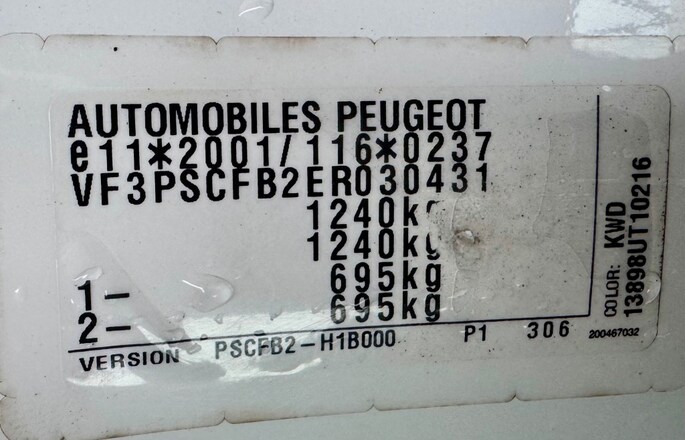 AUTOMOBILES PEUGEOT
e11*2001/116*0237
VF3PSCFB2ER030431
1240kg
1240kg
1- 695kg
2- 695kg
VERSION PSCFB2-H1B000 P1 306
COLOR: KWD
13898UT10216
200467032